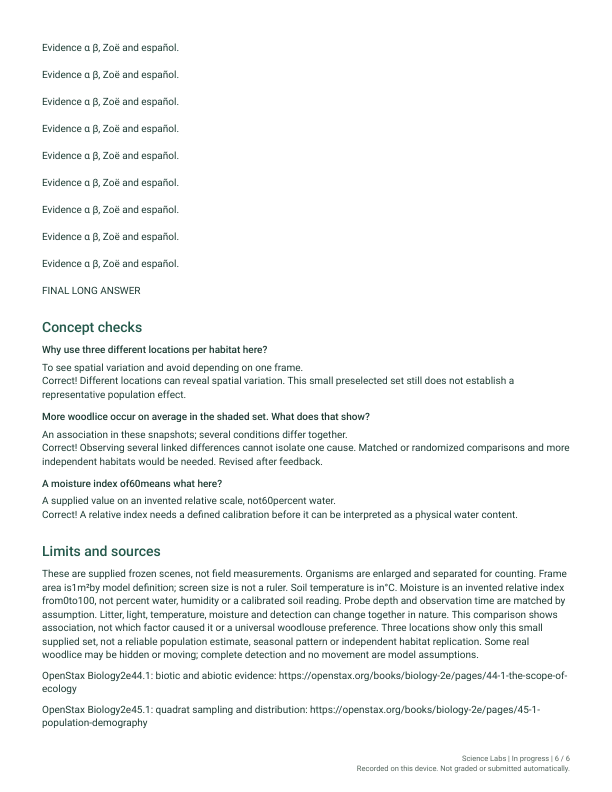 Evidence α β, Zoë and español.
Evidence α β, Zoë and español.
Evidence α β, Zoë and español.
Evidence α β, Zoë and español.
Evidence α β, Zoë and español.
Evidence α β, Zoë and español.
Evidence α β, Zoë and español.
Evidence α β, Zoë and español.
Evidence α β, Zoë and español.
FINAL LONG ANSWER
Concept checks
Why use three different locations per habitat here?
To see spatial variation and avoid depending on one frame.
Correct! Different locations can reveal spatial variation. This small preselected set still does not establish a
representative population effect.
More woodlice occur on average in the shaded set. What does that show?
An association in these snapshots; several conditions differ together.
Correct! Observing several linked differences cannot isolate one cause. Matched or randomized comparisons and more
independent habitats would be needed. Revised after feedback.
A moisture index of60means what here?
A supplied value on an invented relative scale, not60percent water.
Correct! A relative index needs a defined calibration before it can be interpreted as a physical water content.
Limits and sources
These are supplied frozen scenes, not field measurements. Organisms are enlarged and separated for counting. Frame
area is1m²by model definition; screen size is not a ruler. Soil temperature is in°C. Moisture is an invented relative index
from0to100, not percent water, humidity or a calibrated soil reading. Probe depth and observation time are matched by
assumption. Litter, light, temperature, moisture and detection can change together in nature. This comparison shows
association, not which factor caused it or a universal woodlouse preference. Three locations show only this small
supplied set, not a reliable population estimate, seasonal pattern or independent habitat replication. Some real
woodlice may be hidden or moving; complete detection and no movement are model assumptions.
OpenStax Biology2e44.1: biotic and abiotic evidence: https://openstax.org/books/biology-2e/pages/44-1-the-scope-of-
ecology
OpenStax Biology2e45.1: quadrat sampling and distribution: https://openstax.org/books/biology-2e/pages/45-1-
population-demography
Science Labs | In progress | 6 / 6
Recorded on this device. Not graded or submitted automatically.